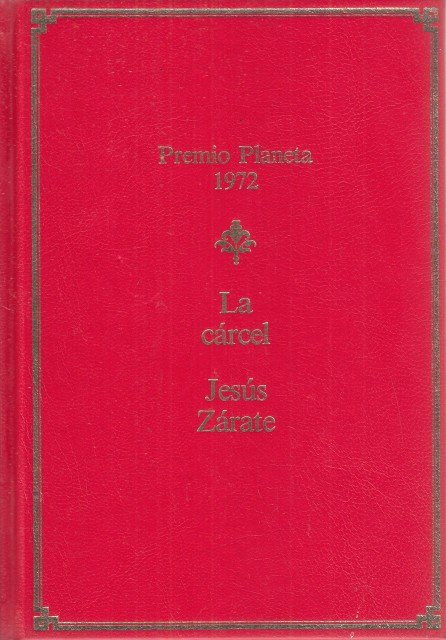 Premio Planeta
1972
La
cárcel
Jesús
Zárate